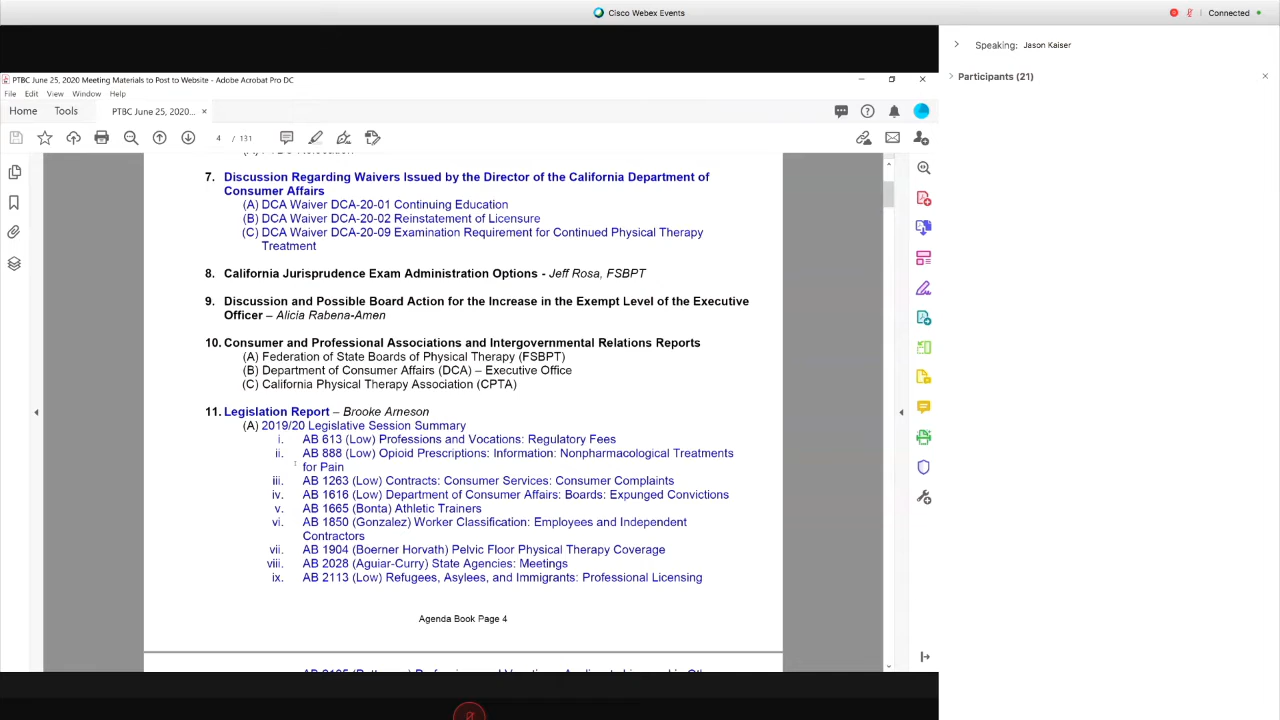 Cisco Webex Events
Connected
Speaking: Jason Kaiser
Participants (21)
PTBC June 25, 2020 Meeting Materials to Post to Website - Adobe Acrobat Pro DC
File Edit View Window Help
Home Tools PTBC June 25, 2020...
4 / 131
7. Discussion Regarding Waivers Issued by the Director of the California Department of
Consumer Affairs
(A) DCA Waiver DCA-20-01 Continuing Education
(B) DCA Waiver DCA-20-02 Reinstatement of Licensure
(C) DCA Waiver DCA-20-09 Examination Requirement for Continued Physical Therapy
Treatment
8. California Jurisprudence Exam Administration Options - Jeff Rosa, FSBPT
9. Discussion and Possible Board Action for the Increase in the Exempt Level of the Executive
Officer – Alicia Rabena-Amen
10. Consumer and Professional Associations and Intergovernmental Relations Reports
(A) Federation of State Boards of Physical Therapy (FSBPT)
(B) Department of Consumer Affairs (DCA) – Executive Office
(C) California Physical Therapy Association (CPTA)
11. Legislation Report – Brooke Arneson
(A) 2019/20 Legislative Session Summary
i. AB 613 (Low) Professions and Vocations: Regulatory Fees
ii. AB 888 (Low) Opioid Prescriptions: Information: Nonpharmacological Treatments
for Pain
iii. AB 1263 (Low) Contracts: Consumer Services: Consumer Complaints
iv. AB 1616 (Low) Department of Consumer Affairs: Boards: Expunged Convictions
v. AB 1665 (Bonta) Athletic Trainers
vi. AB 1850 (Gonzalez) Worker Classification: Employees and Independent
Contractors
vii. AB 1904 (Boerner Horvath) Pelvic Floor Physical Therapy Coverage
viii. AB 2028 (Aguiar-Curry) State Agencies: Meetings
ix. AB 2113 (Low) Refugees, Asylees, and Immigrants: Professional Licensing
Agenda Book Page 4